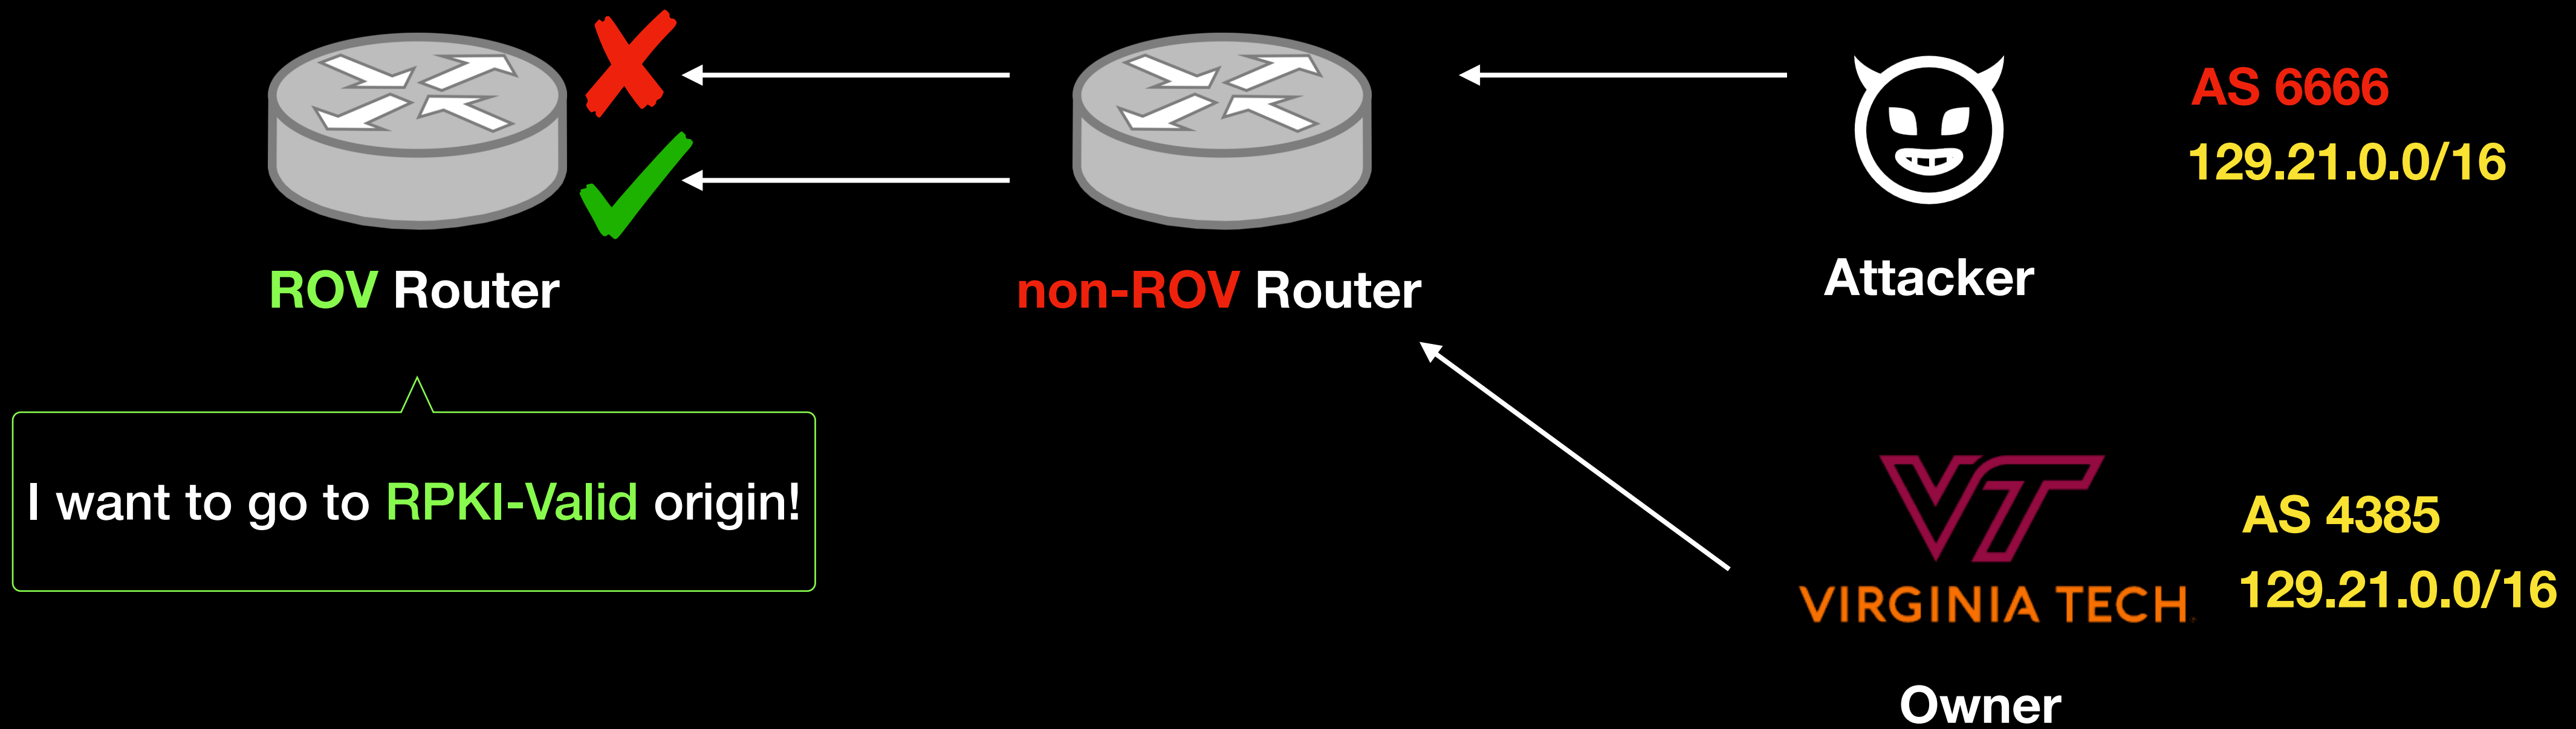 AS 6666
129.21.0.0/16
ROV Router
non-ROV Router
Attacker
I want to go to RPKI-Valid origin!
VT
VIRGINIA TECH.
AS 4385
129.21.0.0/16
Owner